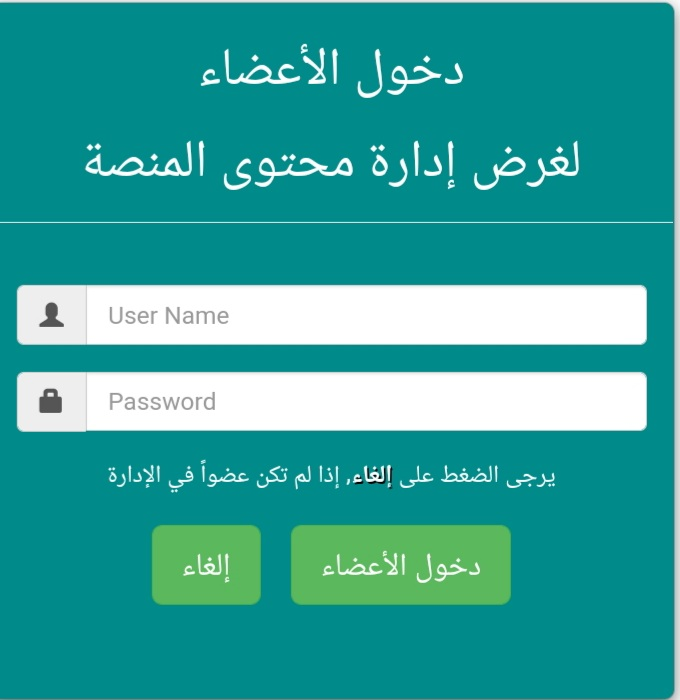 دخول الأعضاء
لغرض إدارة محتوى المنصة
User Name
Password
يرجى الضغط على إلغاء, إذا لم تكن عضواً في الإدارة
دخول الأعضاء
إلغاء